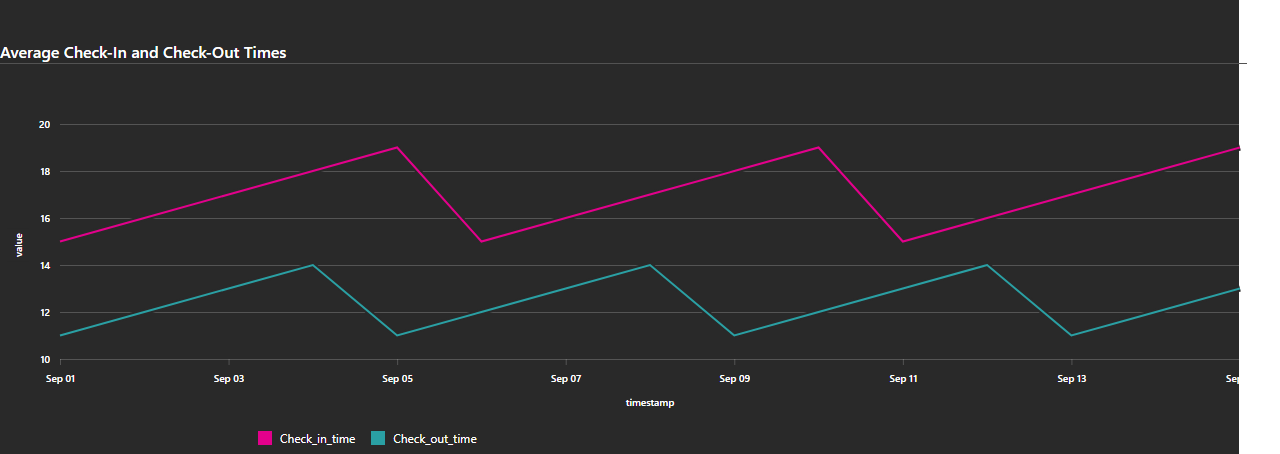 Average Check-In and Check-Out Times
20
18
16
14
12
10
value
Sep 01 Sep 03 Sep 05 Sep 07 Sep 09 Sep 11 Sep 13 Sep
timestamp
Check_in_time Check_out_time